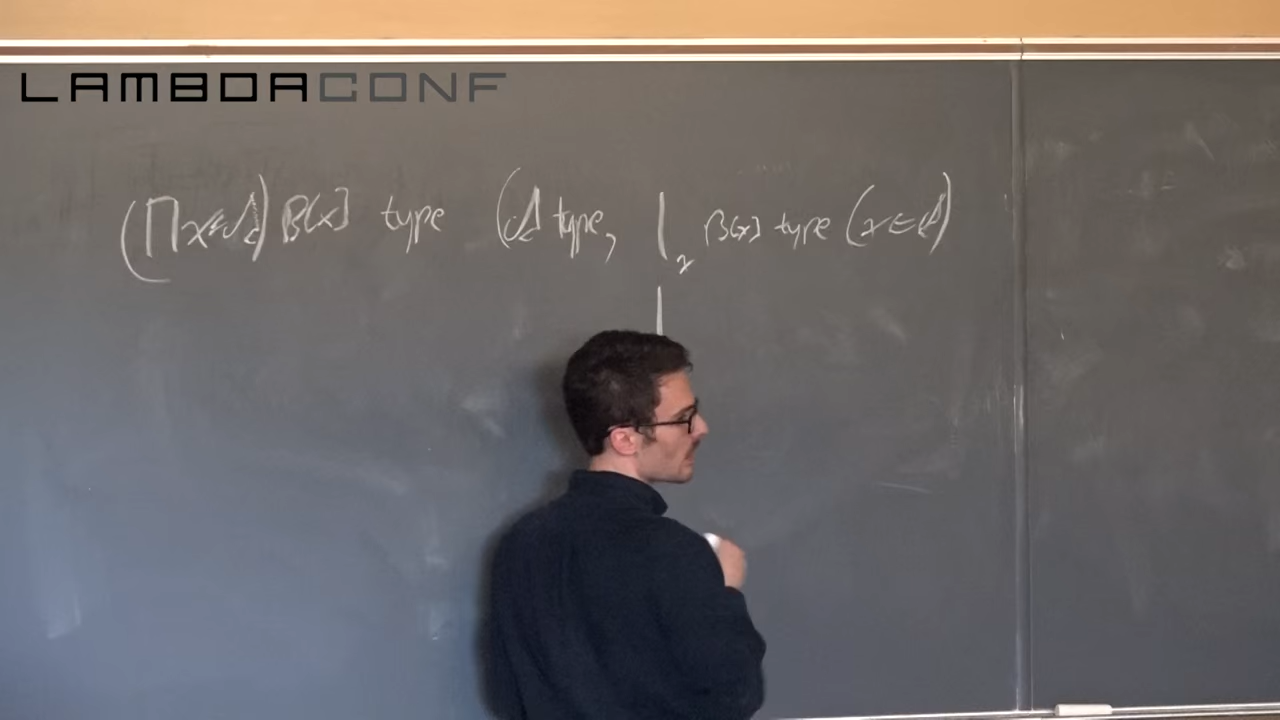 LAMBDACONF
(Πx∈A) B[x] type (A type, |ₓ B[x] type (x∈A))